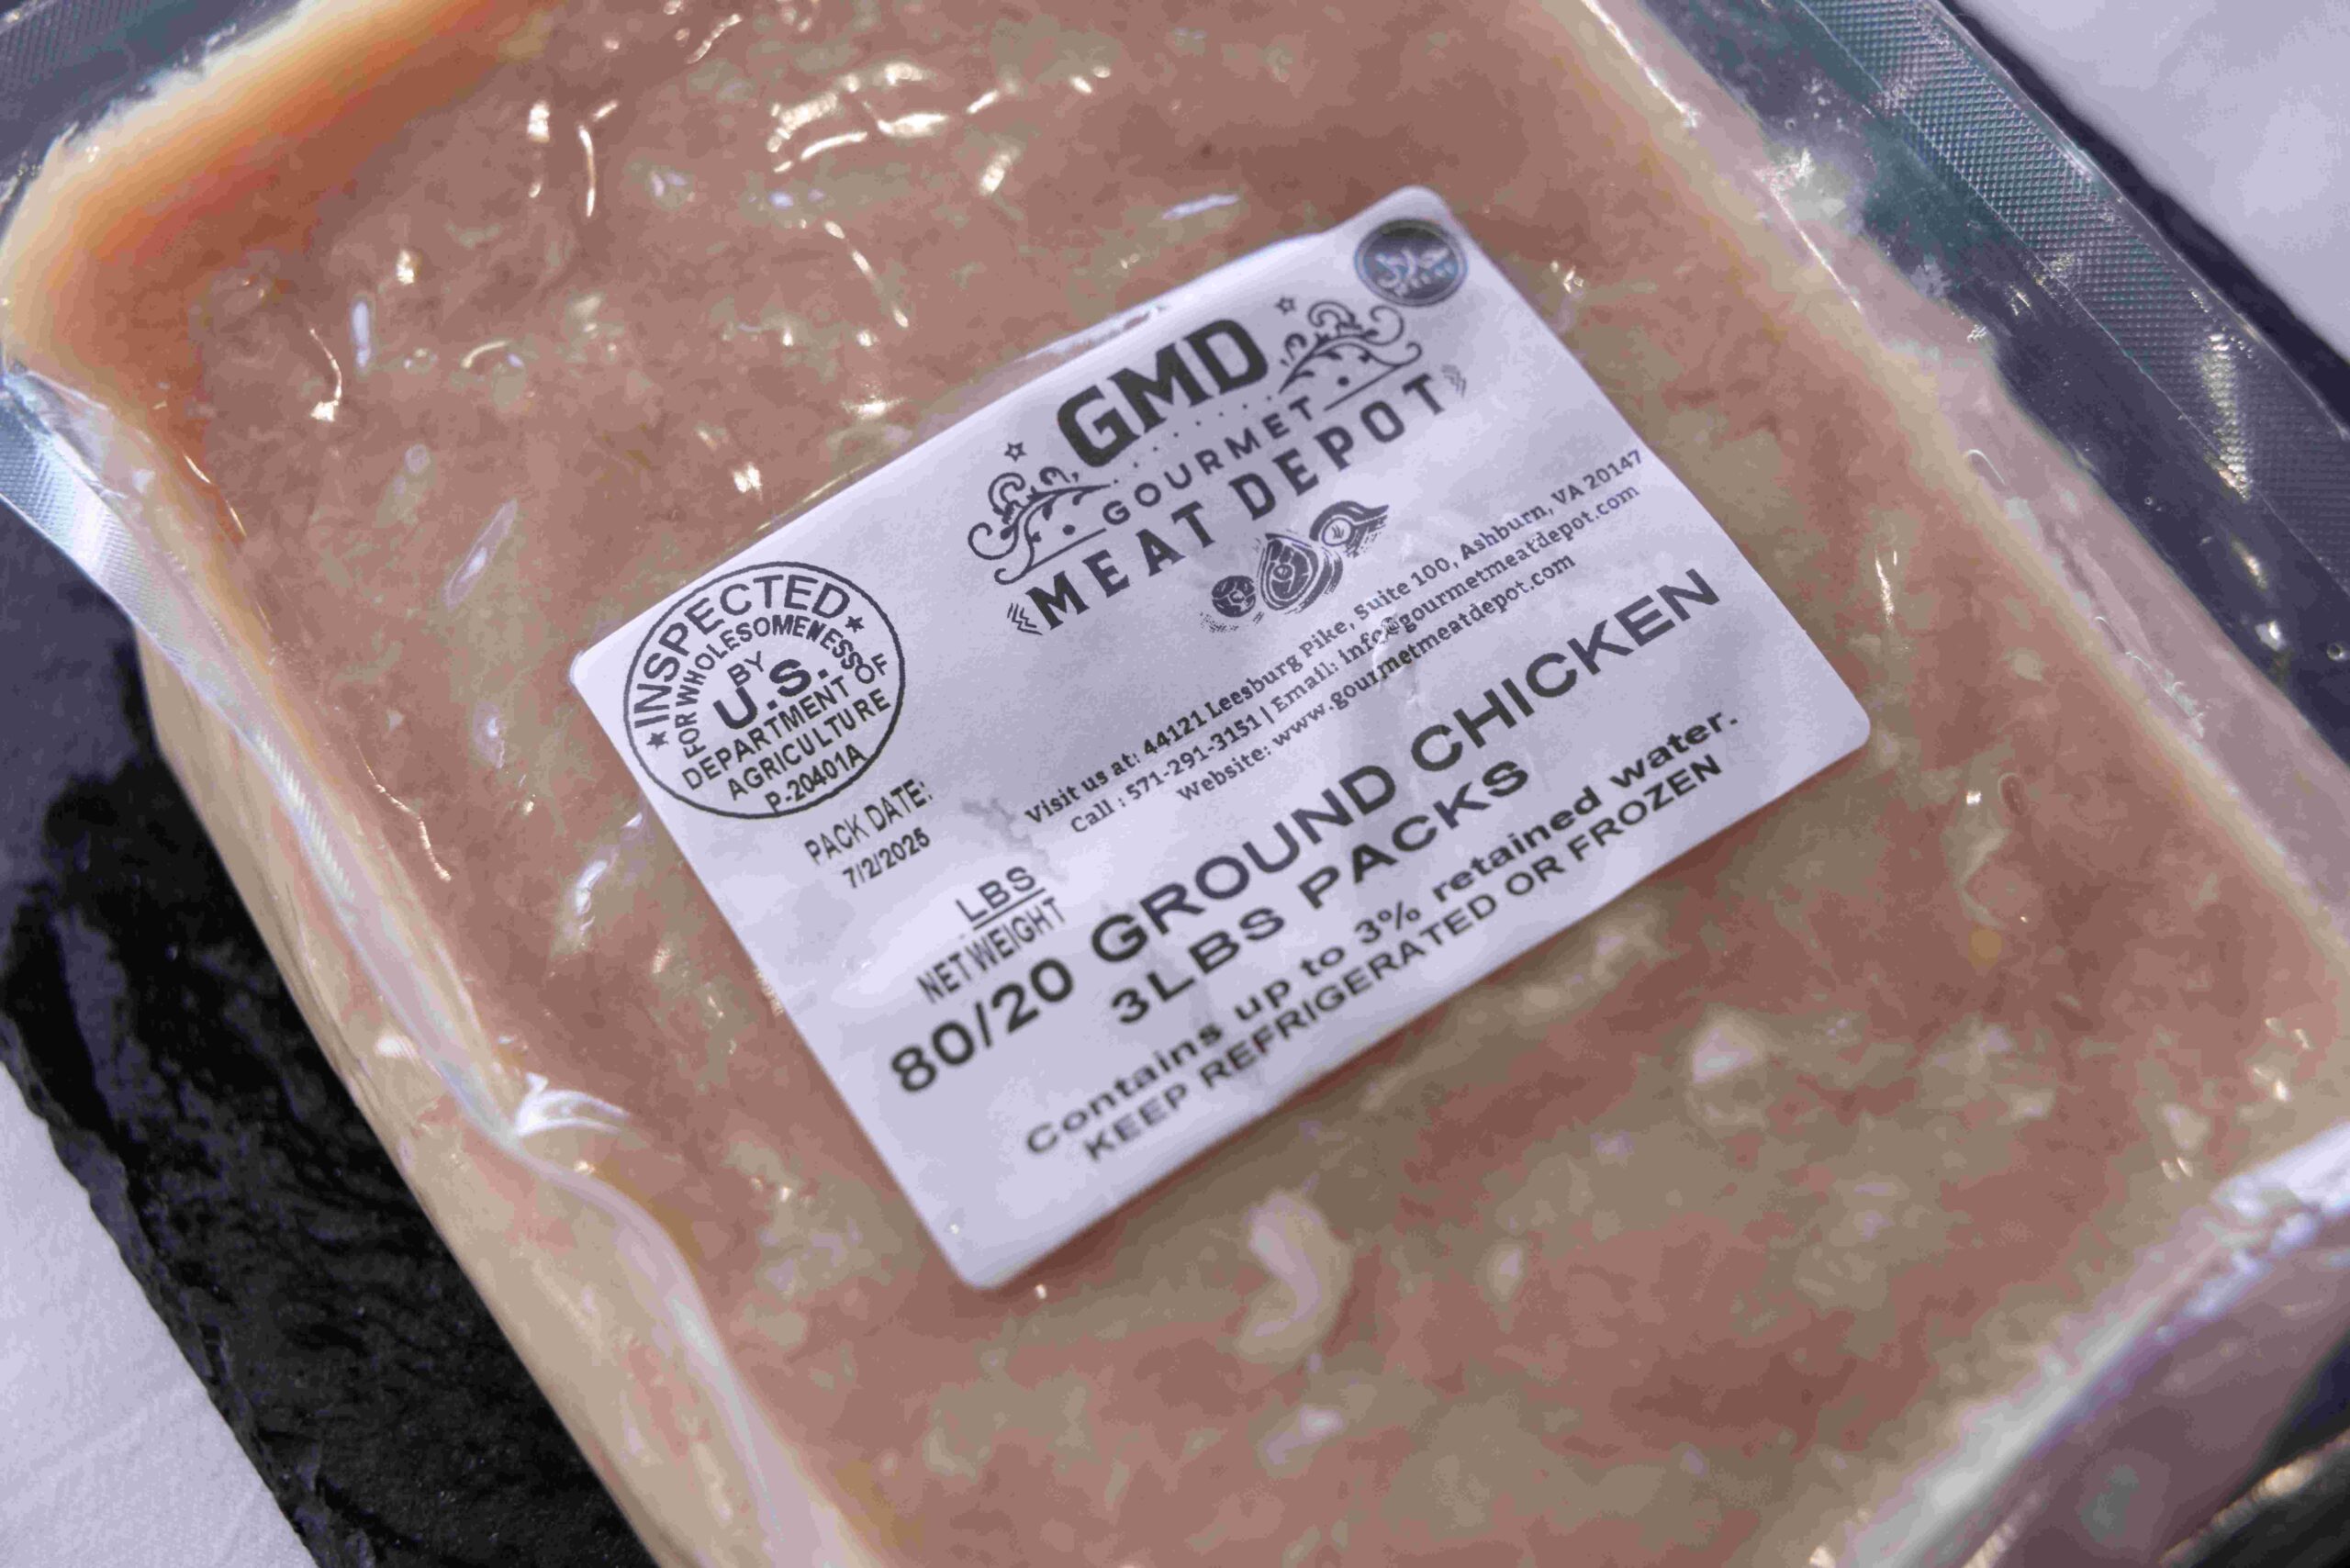 GMD
GOURMET
MEAT DEPOT
INSPECTED
FOR WHOLESOMENESS OF
BY
U.S.
DEPARTMENT OF
AGRICULTURE
P-20401A
Visit us at: 44121 Leesburg Pike, Suite 100, Ashburn, VA 20147
Call : 571-291-3151 | Email: info@gourmetmeatdepot.com
Website: www.gourmetmeatdepot.com
PACK DATE:
7/2/2025
LBS
NET WEIGHT
80/20 GROUND CHICKEN
3LBS PACKS
Contains up to 3% retained water.
KEEP REFRIGERATED OR FROZEN